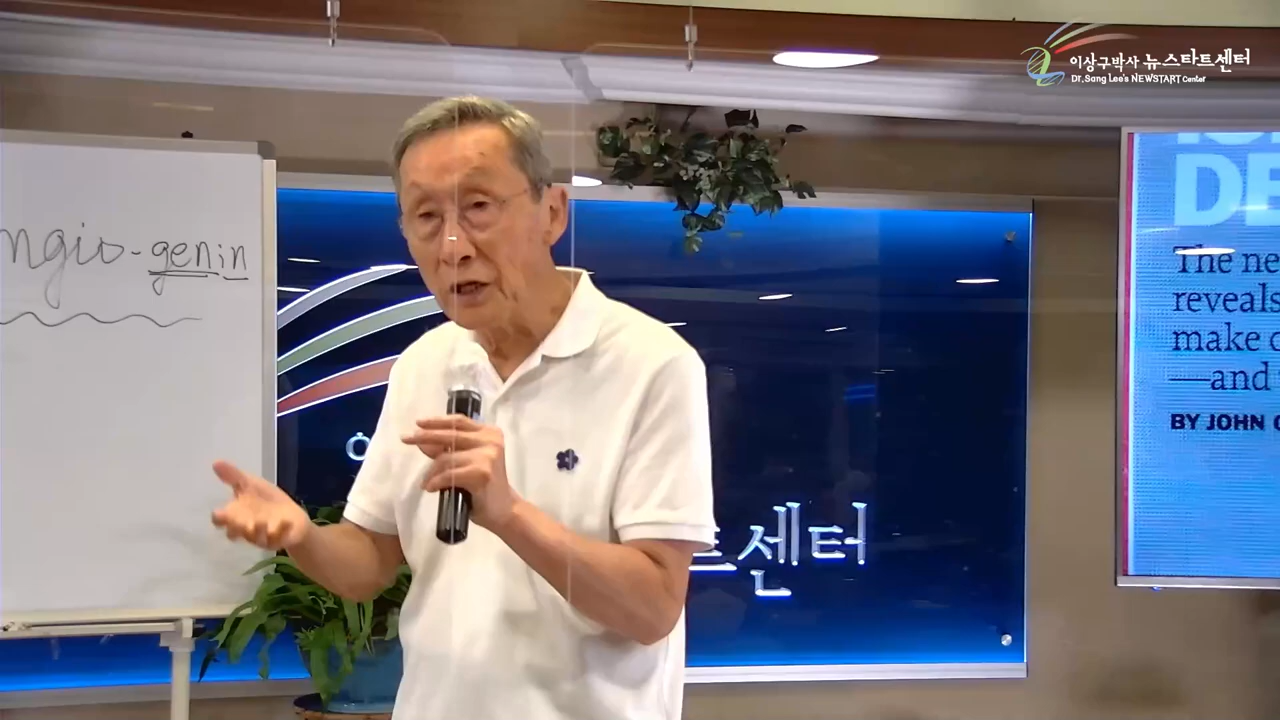 이상구박사 뉴스타트센터
Dr.Sang Lee's NEWSTART Center
ngio-genin
DE
The ne
reveals
make c
—and
BY JOHN
센터